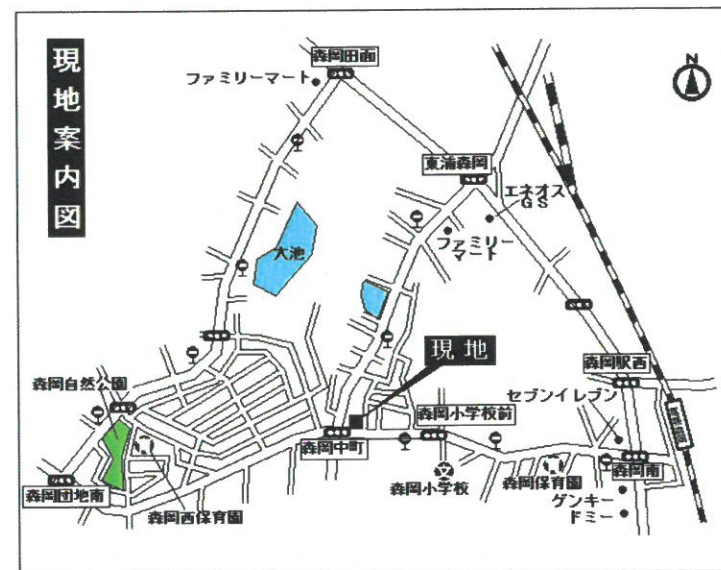 現地案内図
森岡田面
ファミリーマート
N
東浦森岡
エネオス
GS
ファミリー
マート
大池
現地
森岡駅西
森岡自然公園
セブンイレブン
森岡小学校前
森岡中町
森岡南
森岡小学校
森岡保育園
森岡団地南
森岡西保育園
ゲンキー
ドミー